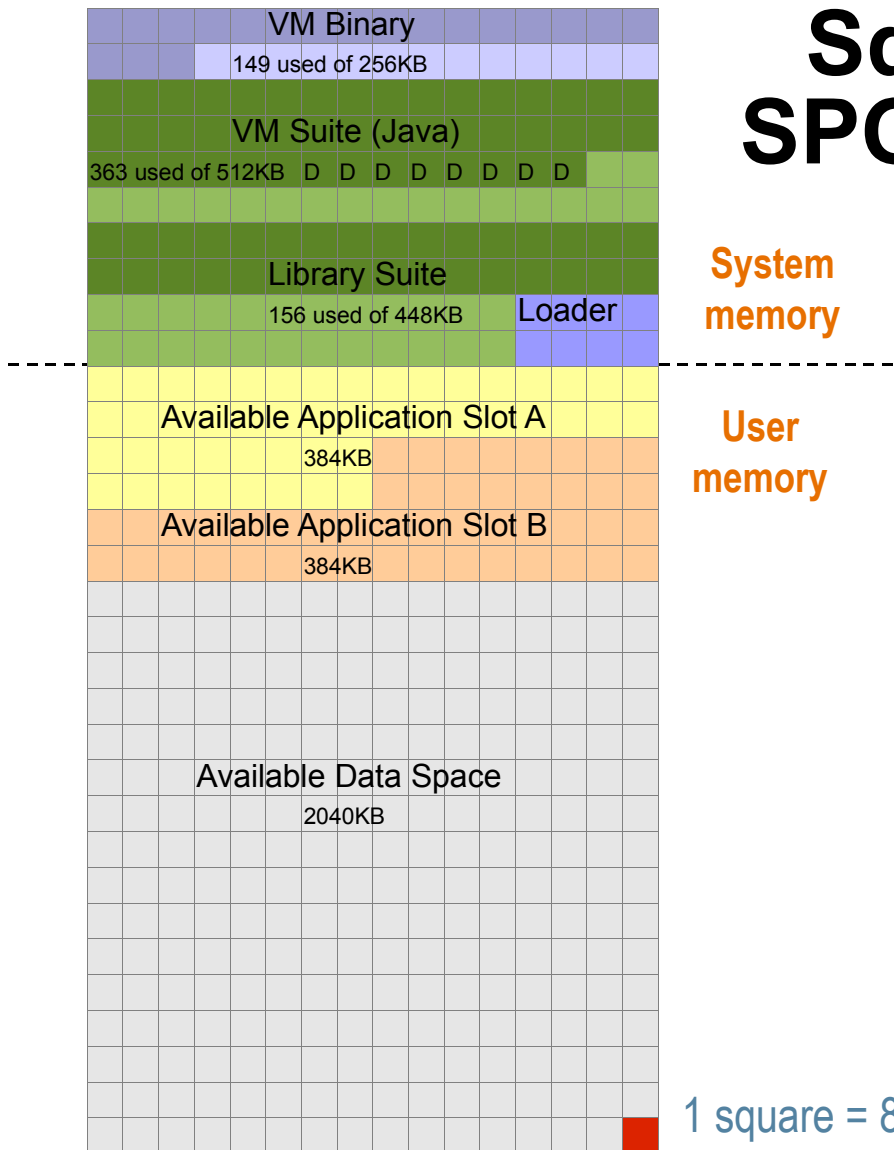 VM Binary
149 used of 256KB
VM Suite (Java)
363 used of 512KB D D D D D D D D
Library Suite
156 used of 448KB
Loader
System
memory
Available Application Slot A
384KB
User
memory
Available Application Slot B
384KB
Available Data Space
2040KB
1 square = 8